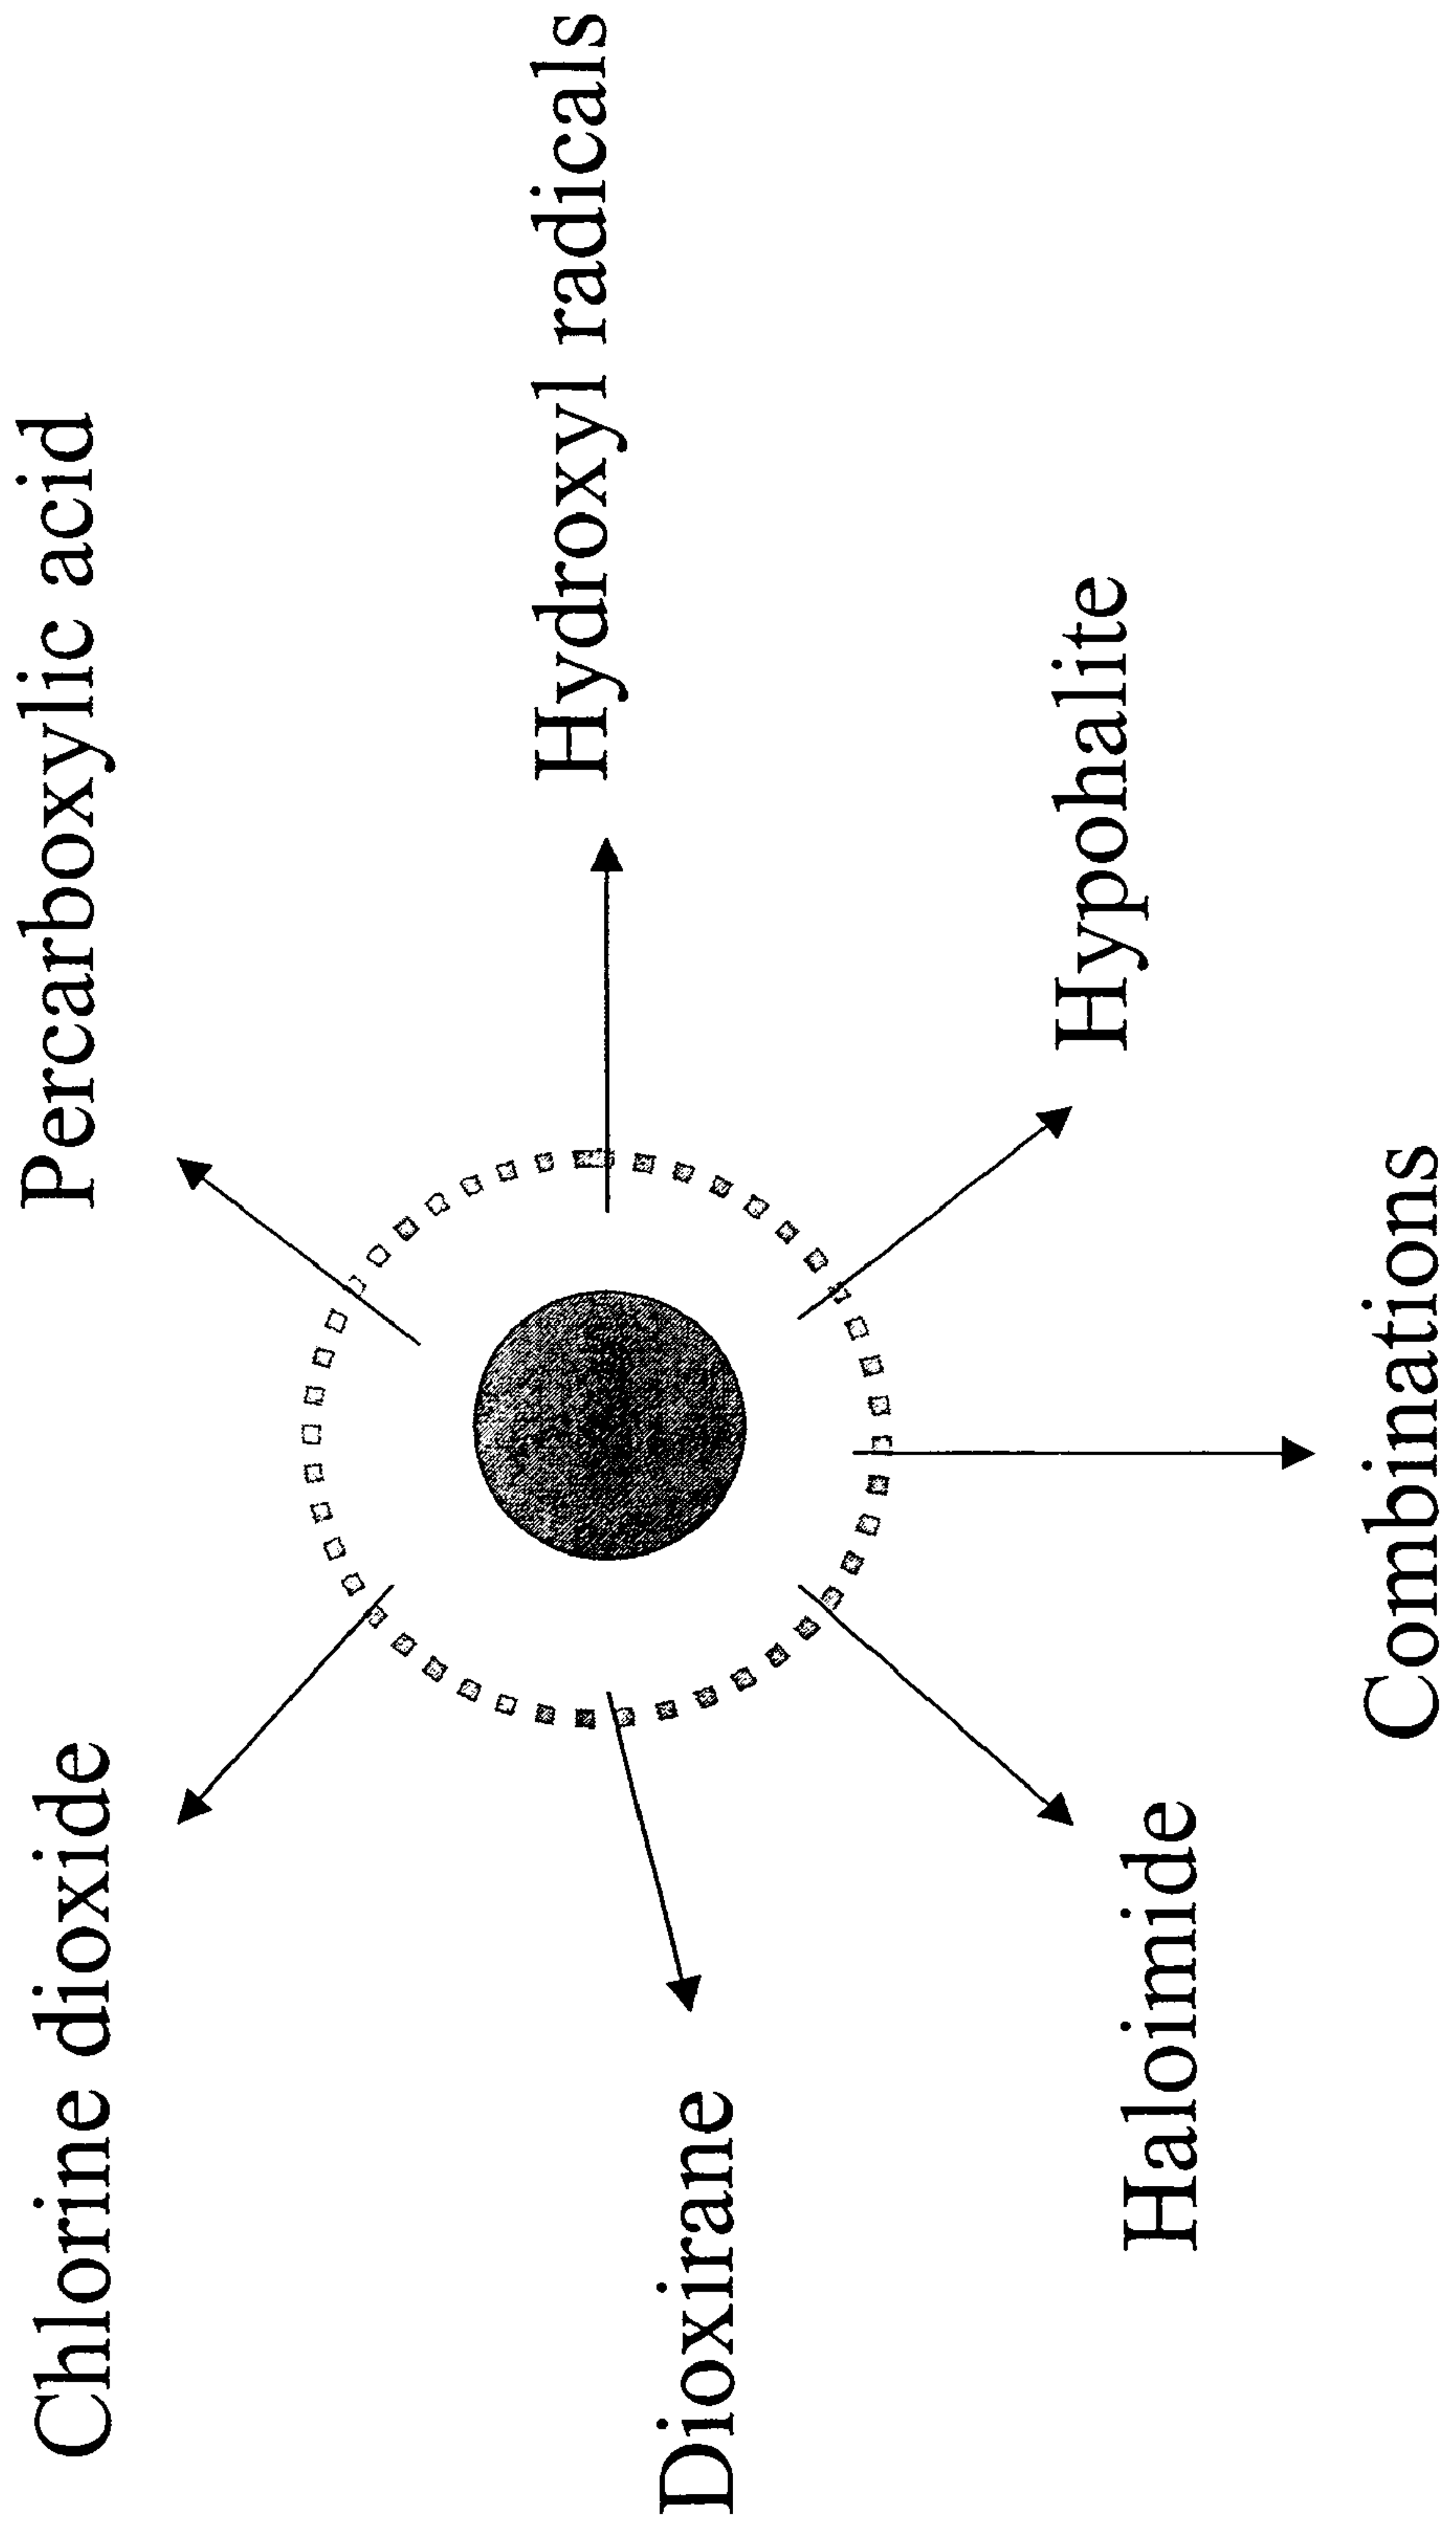 Chlorine dioxide
Percarboxylic acid
Hydroxyl radicals
Dioxirane
Hypohalite
Haloimide
Combinations